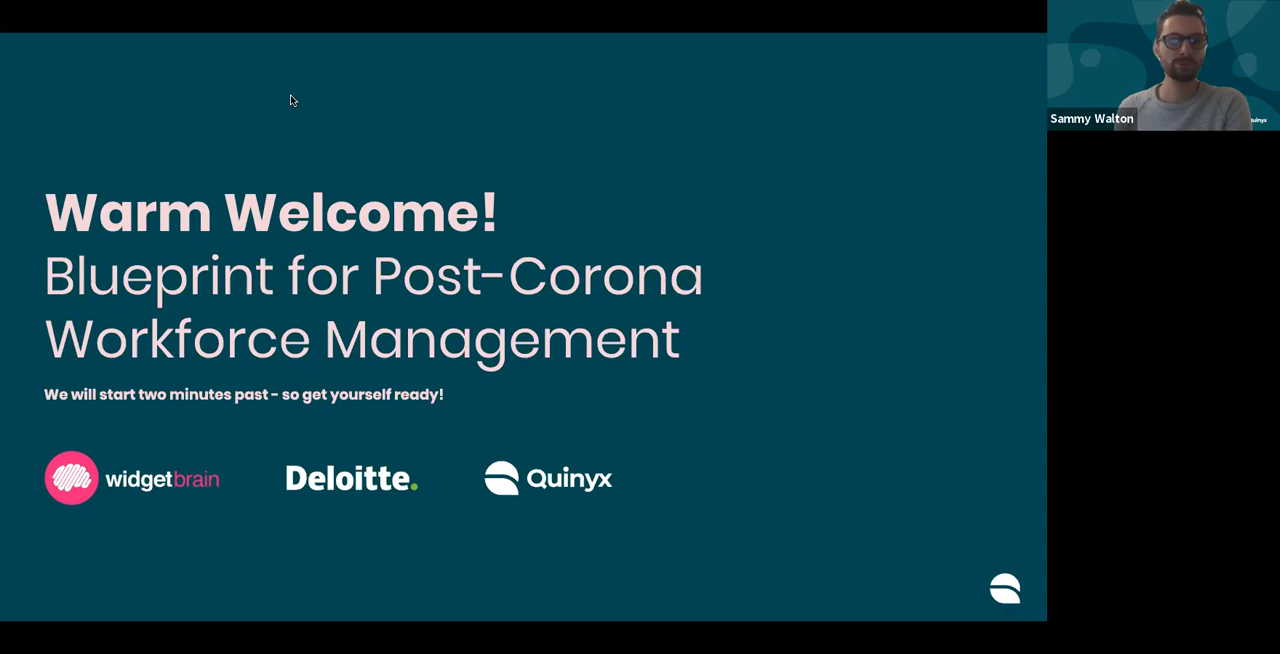 Warm Welcome!
Blueprint for Post-Corona
Workforce Management
We will start two minutes past - so get yourself ready!
widgetbrain
Deloitte.
Quinyx
Sammy Walton